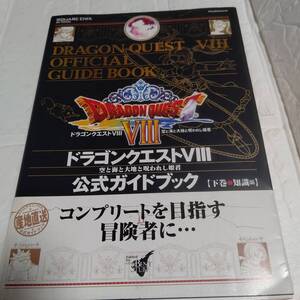 SQUARE ENIX
DRAGON QUEST VIII
OFFICIAL
GUIDE BOOK
DRAGON QUEST
VIII
ドラゴンクエストVIII
空と海と大地と呪われし姫君
ドラゴンクエストVIII
空と海と大地と呪われし姫君
公式ガイドブック
【下巻●知識編】
コンプリートを目指す
冒険者に…
産地直送